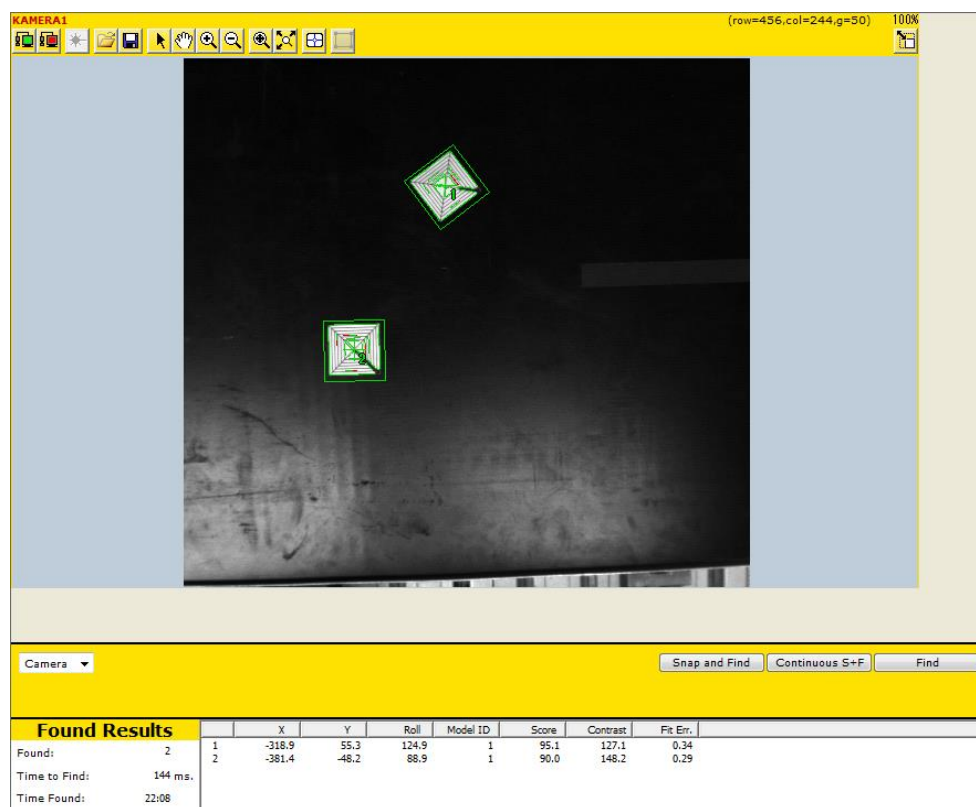 KAMERA1 (row=456,col=244,g=50) 100%
1
2
Camera
Snap and Find Continuous S+F Find
Found Results
X Y Roll Model ID Score Contrast Fit Err.
Found: 2
1 -318.9 55.3 124.9 1 95.1 127.1 0.34
2 -381.4 -48.2 88.9 1 90.0 148.2 0.29
Time to Find: 144 ms.
Time Found: 22:08